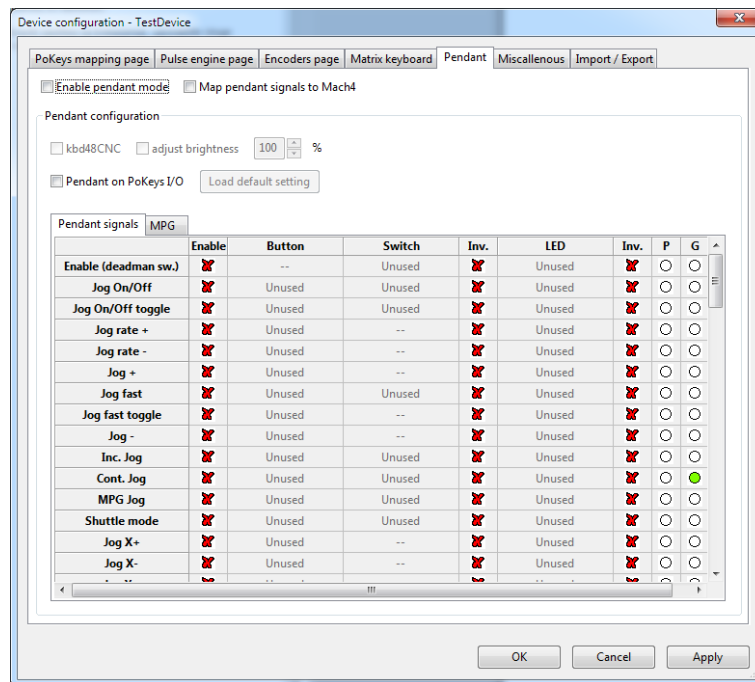 Device configuration - TestDevice
PoKeys mapping page Pulse engine page Encoders page Matrix keyboard Pendant Miscellenous Import / Export
Enable pendant mode Map pendant signals to Mach4
Pendant configuration
kbd48CNC adjust brightness 100 %
Pendant on PoKeys I/O Load default setting
Pendant signals MPG
Enable Button Switch Inv. LED Inv. P G
Enable (deadman sw.) -- Unused Unused
Jog On/Off Unused Unused Unused
Jog On/Off toggle Unused Unused Unused
Jog rate + Unused -- Unused
Jog rate - Unused -- Unused
Jog + Unused -- Unused
Jog fast Unused Unused Unused
Jog fast toggle Unused -- Unused
Jog - Unused -- Unused
Inc. Jog Unused Unused Unused
Cont. Jog Unused Unused Unused
MPG Jog Unused Unused Unused
Shuttle mode Unused Unused Unused
Jog X+ Unused -- Unused
Jog X- Unused -- Unused
OK Cancel Apply